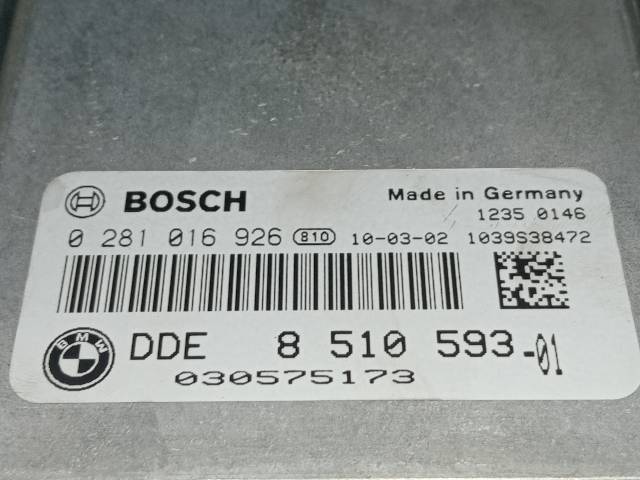 BOSCH
Made in Germany
1235 0146
0 281 016 926 810 10-03-02 1039S38472
BMW
DDE 8 510 593-01
030575173